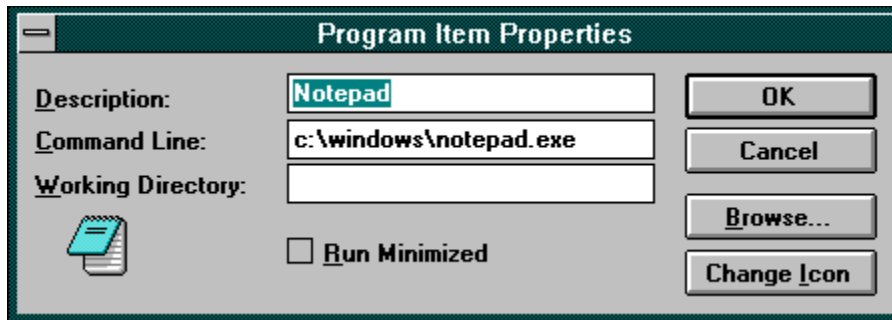 Program Item Properties
Description: Notepad
Command Line: c:\windows\notepad.exe
Working Directory:
Run Minimized
OK
Cancel
Browse...
Change Icon